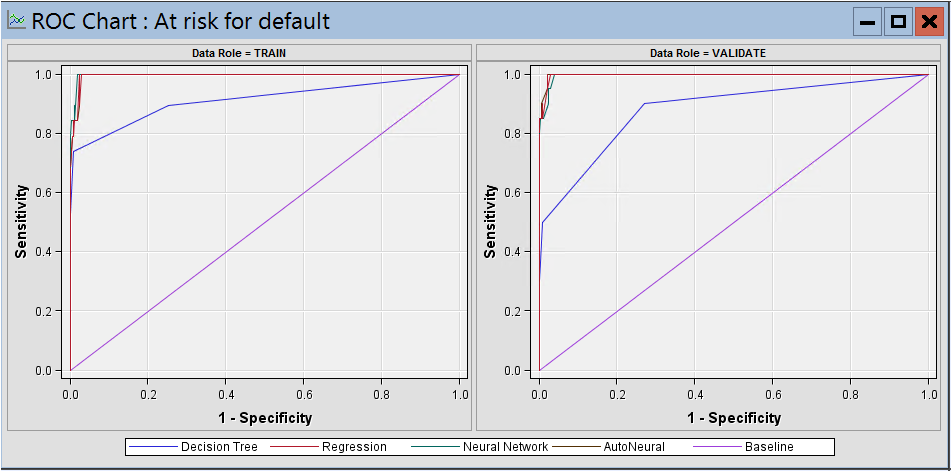 ROC Chart : At risk for default
Data Role = TRAIN
1.0
0.8
0.6
0.4
0.2
0.0
Sensitivity
0.0 0.2 0.4 0.6 0.8 1.0
1 - Specificity
Data Role = VALIDATE
1.0
0.8
0.6
0.4
0.2
0.0
Sensitivity
0.0 0.2 0.4 0.6 0.8 1.0
1 - Specificity
Decision Tree Regression Neural Network AutoNeural Baseline